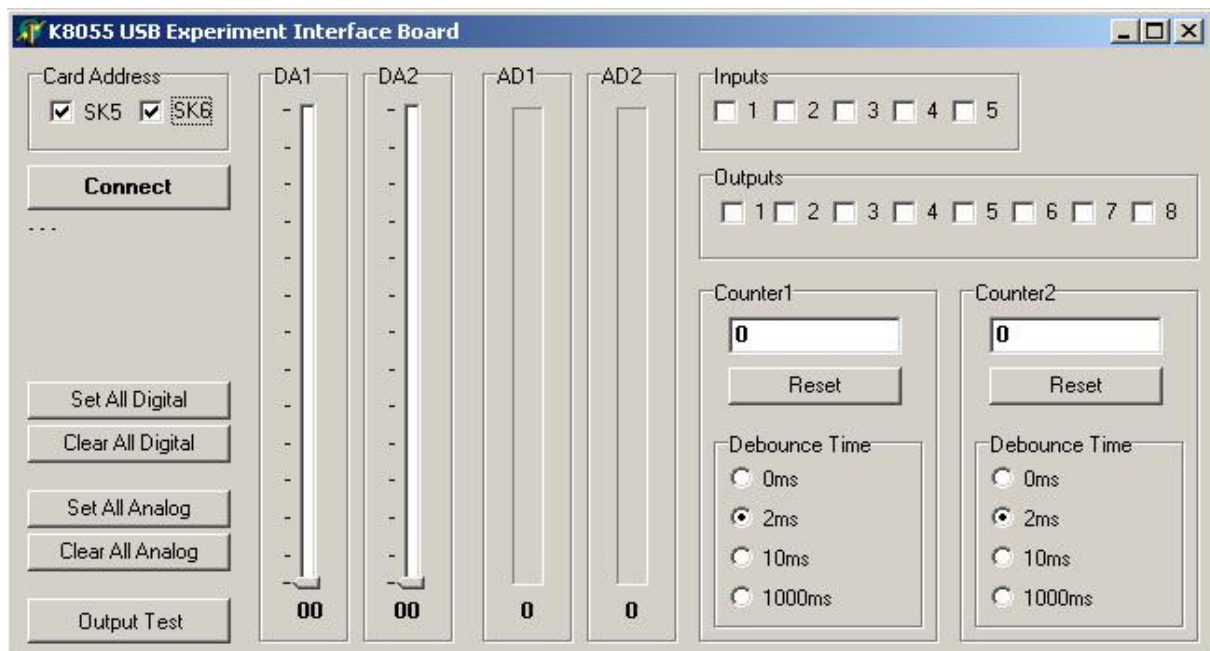 K8055 USB Experiment Interface Board
Card Address
SK5 SK6
Connect
- - -
Set All Digital
Clear All Digital
Set All Analog
Clear All Analog
Output Test
DA1
00
DA2
00
AD1
0
AD2
0
Inputs
1 2 3 4 5
Outputs
1 2 3 4 5 6 7 8
Counter1
0
Reset
Debounce Time
0ms
2ms
10ms
1000ms
Counter2
0
Reset
Debounce Time
0ms
2ms
10ms
1000ms